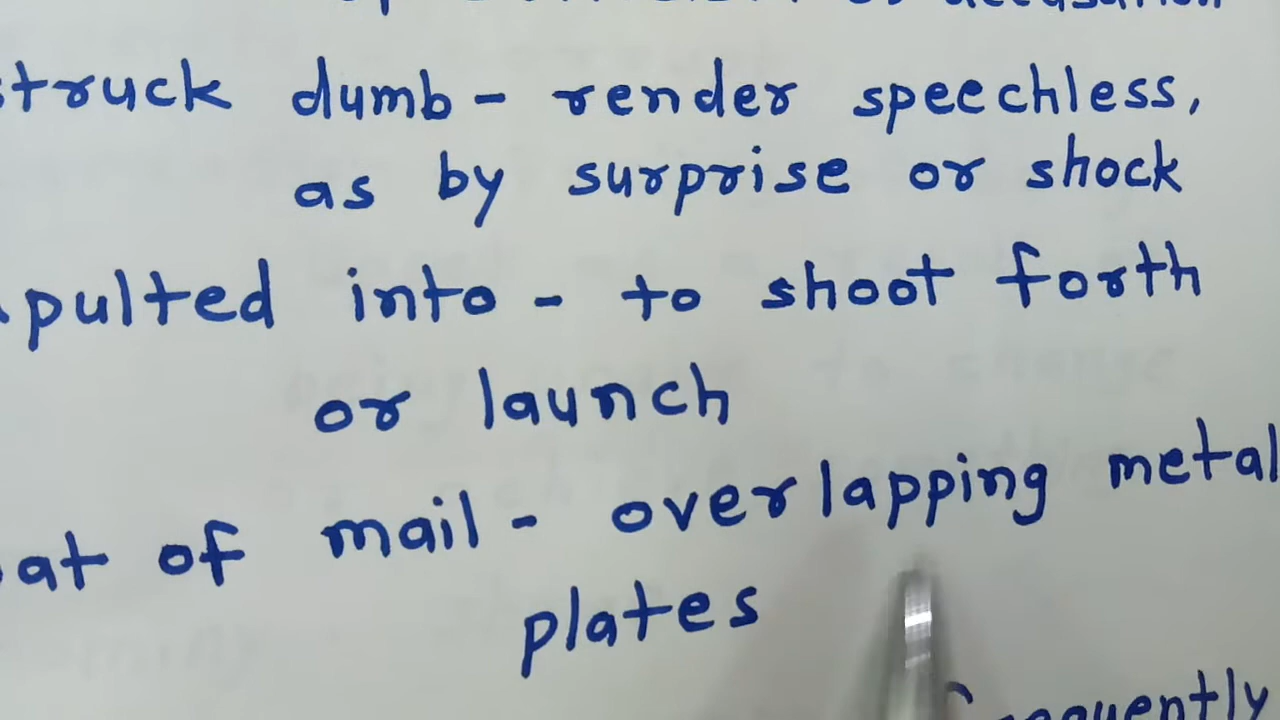 accusation
struck dumb - render speechless,
as by surprise or shock
pulted into - to shoot forth
or launch
at of mail - overlapping metal
plates